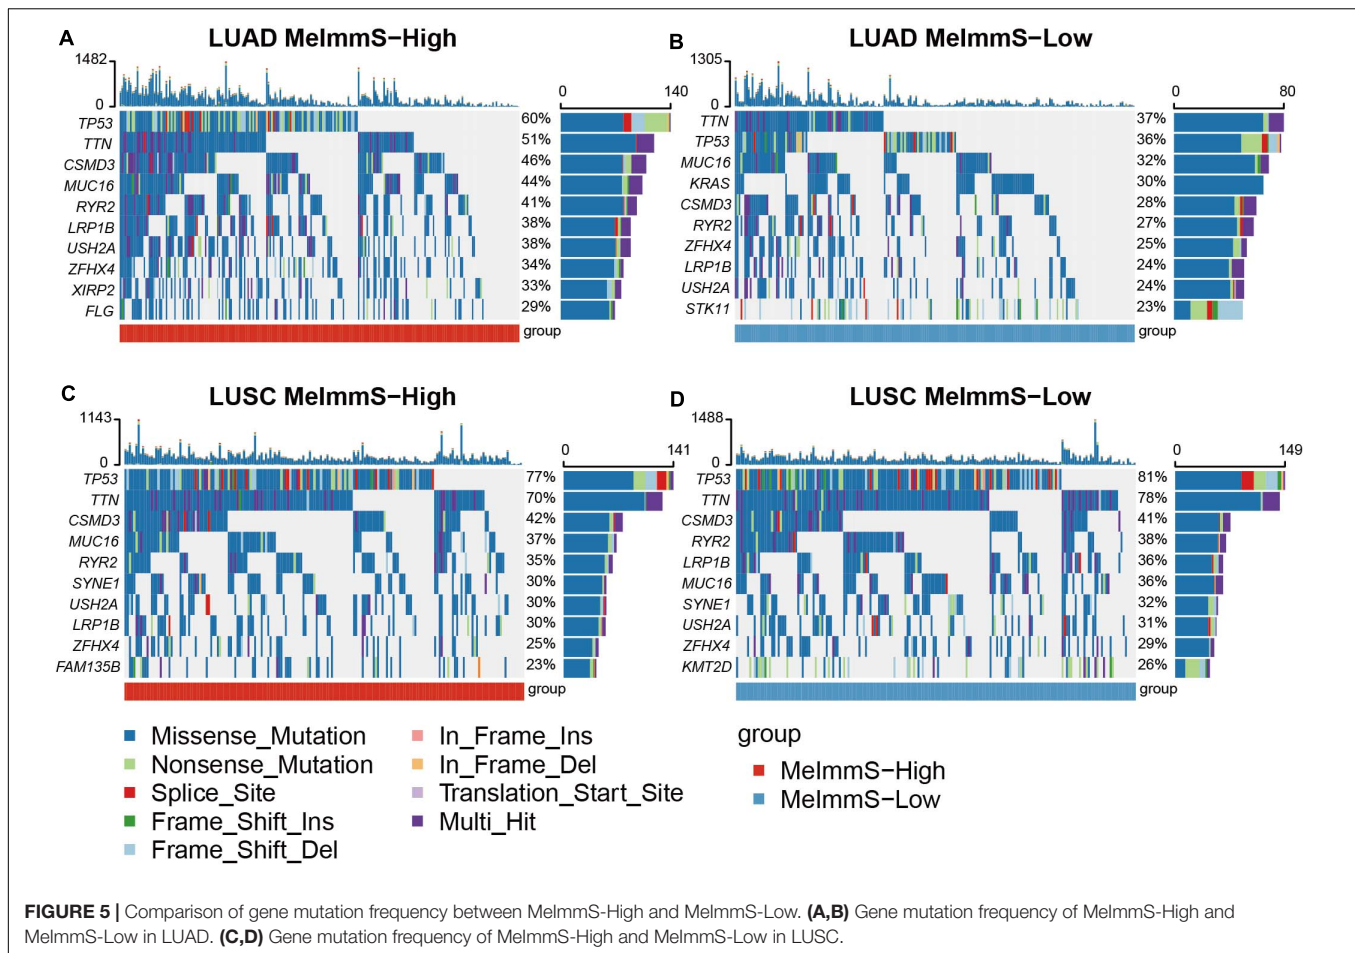 A
LUAD MeImmS−High
1482
0
0
140
TP53
60%
TTN
51%
CSMD3
46%
MUC16
44%
RYR2
41%
LRP1B
38%
USH2A
38%
ZFHX4
34%
XIRP2
33%
FLG
29%
group
B
LUAD MeImmS−Low
1305
0
0
80
TTN
37%
TP53
36%
MUC16
32%
KRAS
30%
CSMD3
28%
RYR2
27%
ZFHX4
25%
LRP1B
24%
USH2A
24%
STK11
23%
group
C
LUSC MeImmS−High
1143
0
0
141
TP53
77%
TTN
70%
CSMD3
42%
MUC16
37%
RYR2
35%
SYNE1
30%
USH2A
30%
LRP1B
30%
ZFHX4
25%
FAM135B
23%
group
D
LUSC MeImmS−Low
1488
0
0
149
TP53
81%
TTN
78%
CSMD3
41%
RYR2
38%
LRP1B
36%
MUC16
36%
SYNE1
32%
USH2A
31%
ZFHX4
29%
KMT2D
26%
group
Missense_Mutation
Nonsense_Mutation
Splice_Site
Frame_Shift_Ins
Frame_Shift_Del
In_Frame_Ins
In_Frame_Del
Translation_Start_Site
Multi_Hit
group
MeImmS−High
MeImmS−Low
FIGURE 5 | Comparison of gene mutation frequency between MeImmS-High and MeImmS-Low. (A,B) Gene mutation frequency of MeImmS-High and
MeImmS-Low in LUAD. (C,D) Gene mutation frequency of MeImmS-High and MeImmS-Low in LUSC.